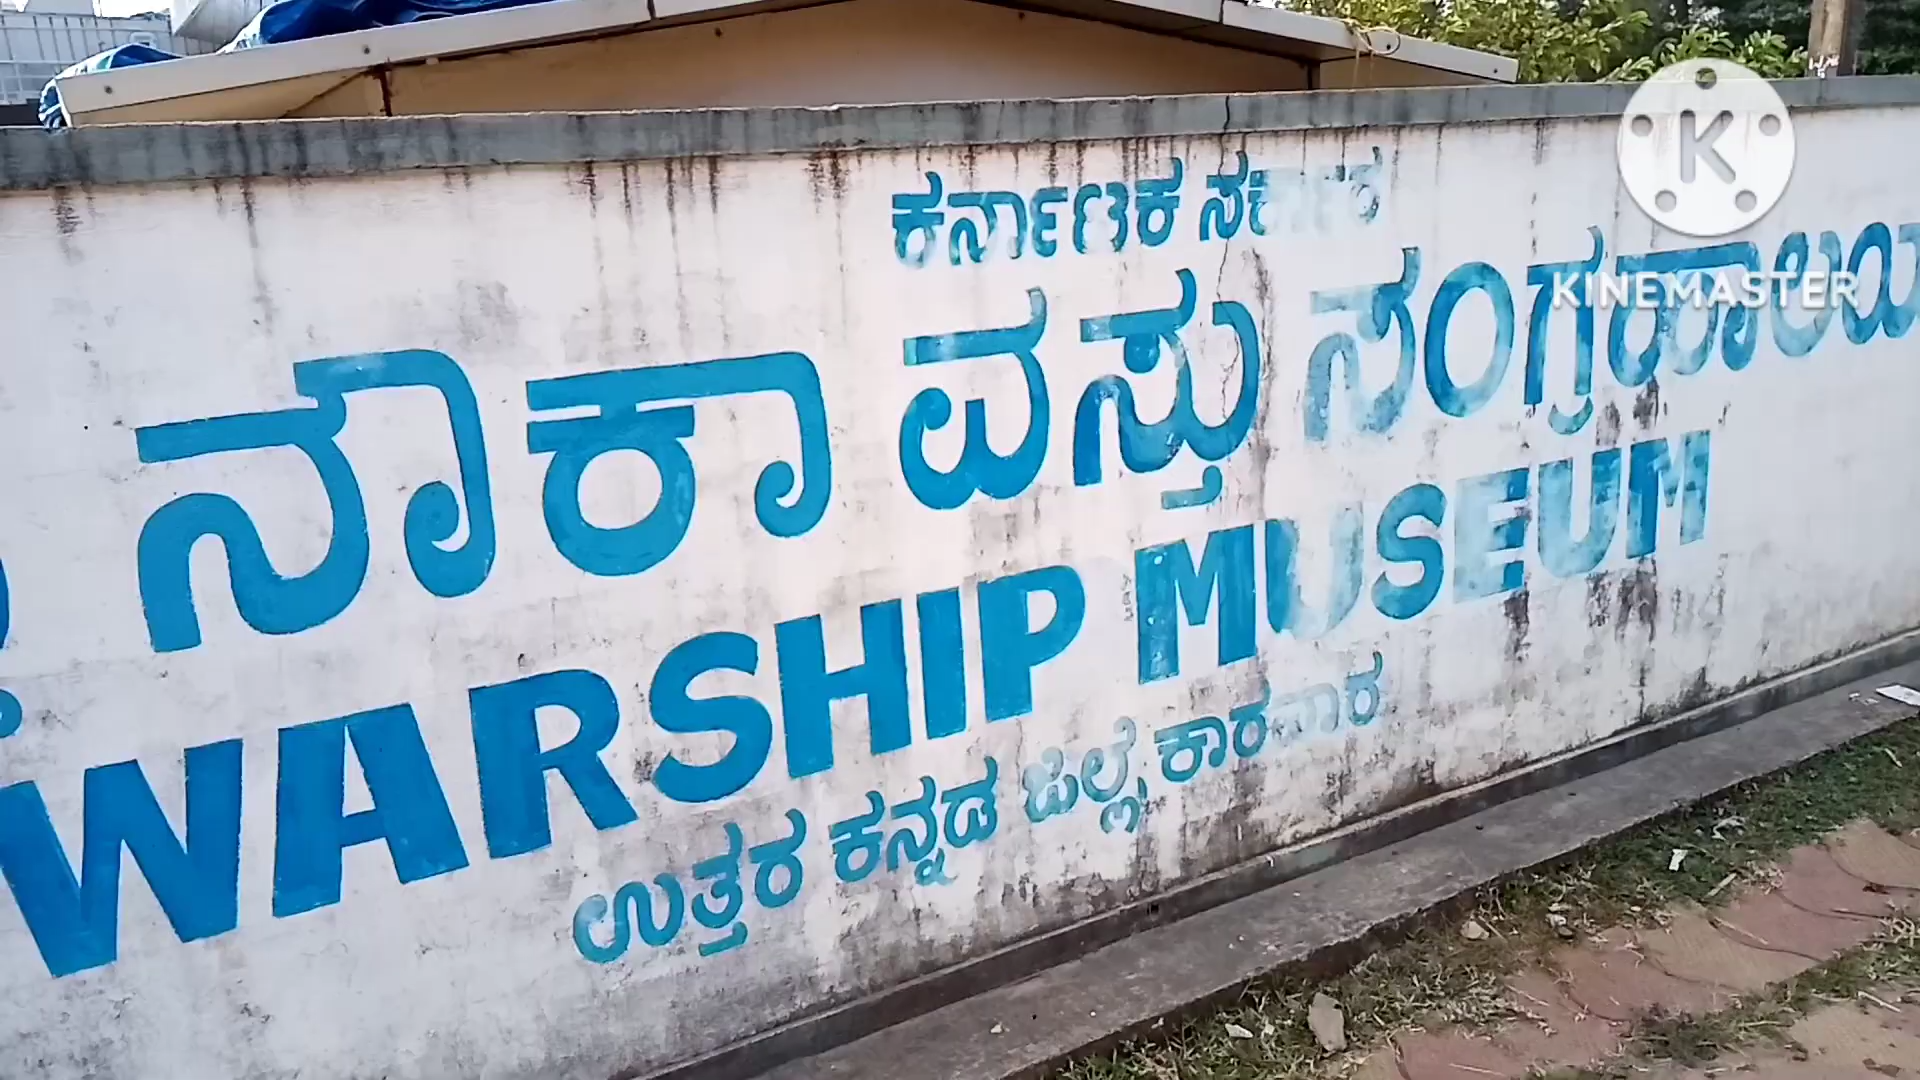 ಕರ್ನಾಟಕ ಸರ್ಕಾರ
ನೌಕಾ ವಸ್ತು ಸಂಗ್ರಹಾಲಯ
WARSHIP MUSEUM
ಉತ್ತರ ಕನ್ನಡ ಜಿಲ್ಲೆ, ಕಾರವಾರ
K
KINEMASTER